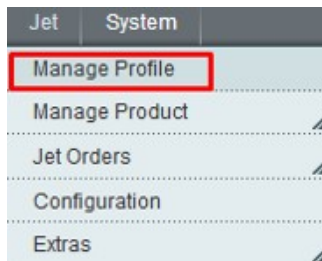 Jet System
Manage Profile
Manage Product
Jet Orders
Configuration
Extras